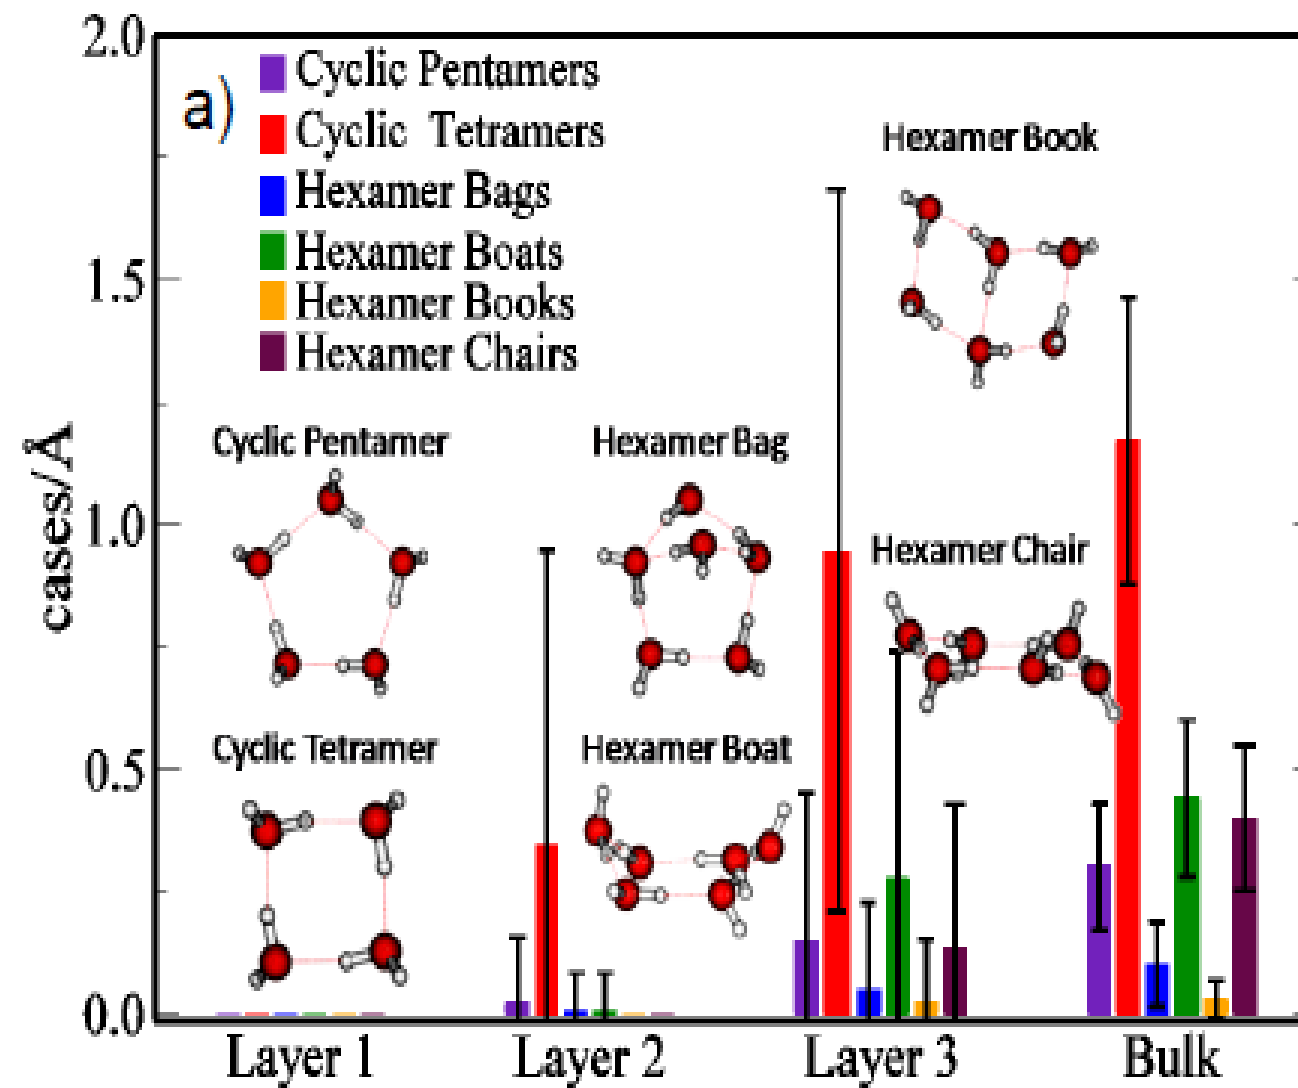 2.0
a)
Cyclic Pentamers
Cyclic Tetramers
Hexamer Bags
Hexamer Boats
Hexamer Books
Hexamer Chairs
Hexamer Book
1.5
cases/Å
Cyclic Pentamer
Hexamer Bag
1.0
Hexamer Chair
Cyclic Tetramer
Hexamer Boat
0.5
0.0
Layer 1
Layer 2
Layer 3
Bulk